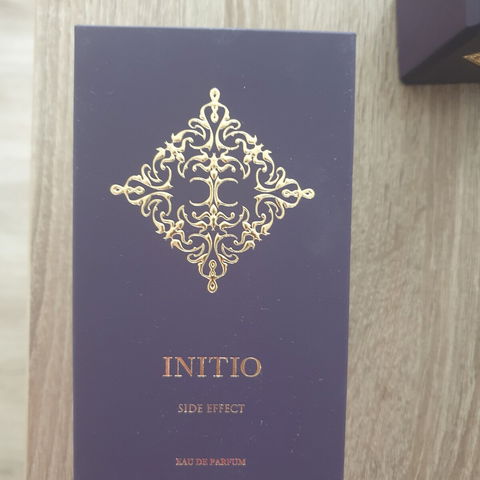 INITIO
SIDE EFFECT
EAU DE PARFUM